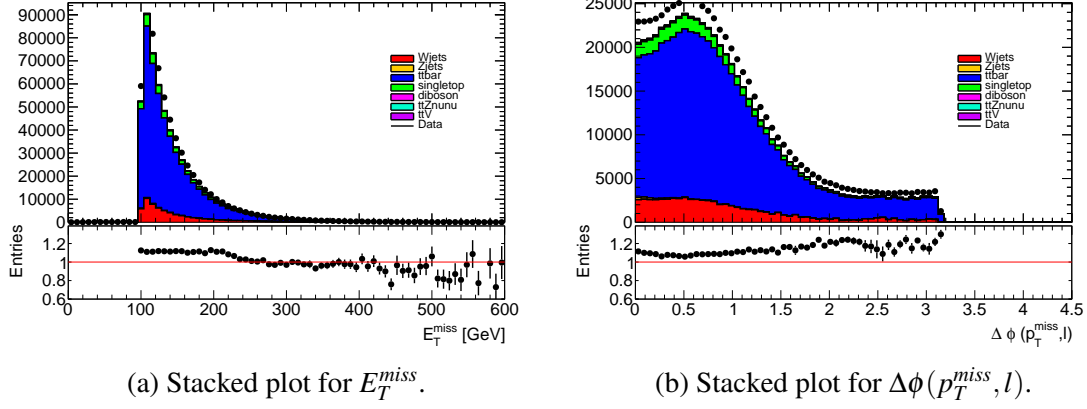 90000
80000
70000
60000
50000
40000
30000
20000
10000
0
Wjets
Zjets
ttbar
singletop
diboson
ttZnunu
ttV
Data
Entries
1.2
1
0.8
0.6
0 100 200 300 400 500 600
E_T^miss [GeV]
(a) Stacked plot for E_T^miss.
25000
20000
15000
10000
5000
0
Wjets
Zjets
ttbar
singletop
diboson
ttZnunu
ttV
Data
Entries
1.2
1
0.8
0.6
0 0.5 1 1.5 2 2.5 3 3.5 4 4.5
Δ ϕ (p_T^miss,l)
(b) Stacked plot for Δϕ(p_T^miss, l).